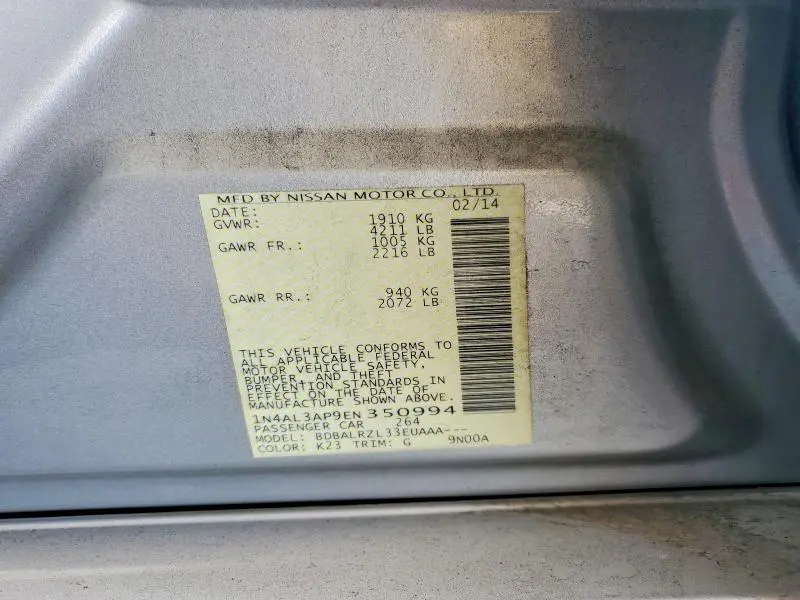 MFD BY NISSAN MOTOR CO., LTD.
DATE: 02/14
GVWR: 1910 KG
4211 LB
GAWR FR.: 1005 KG
2216 LB
GAWR RR.: 940 KG
2072 LB
THIS VEHICLE CONFORMS TO
ALL APPLICABLE FEDERAL
MOTOR VEHICLE SAFETY,
BUMPER, AND THEFT
PREVENTION STANDARDS IN
EFFECT ON THE DATE OF
MANUFACTURE SHOWN ABOVE.
1N4AL3AP9EN350994
PASSENGER CAR 264
MODEL: BDBALRZL33EUAAA---
COLOR: K23 TRIM: G 9N00A